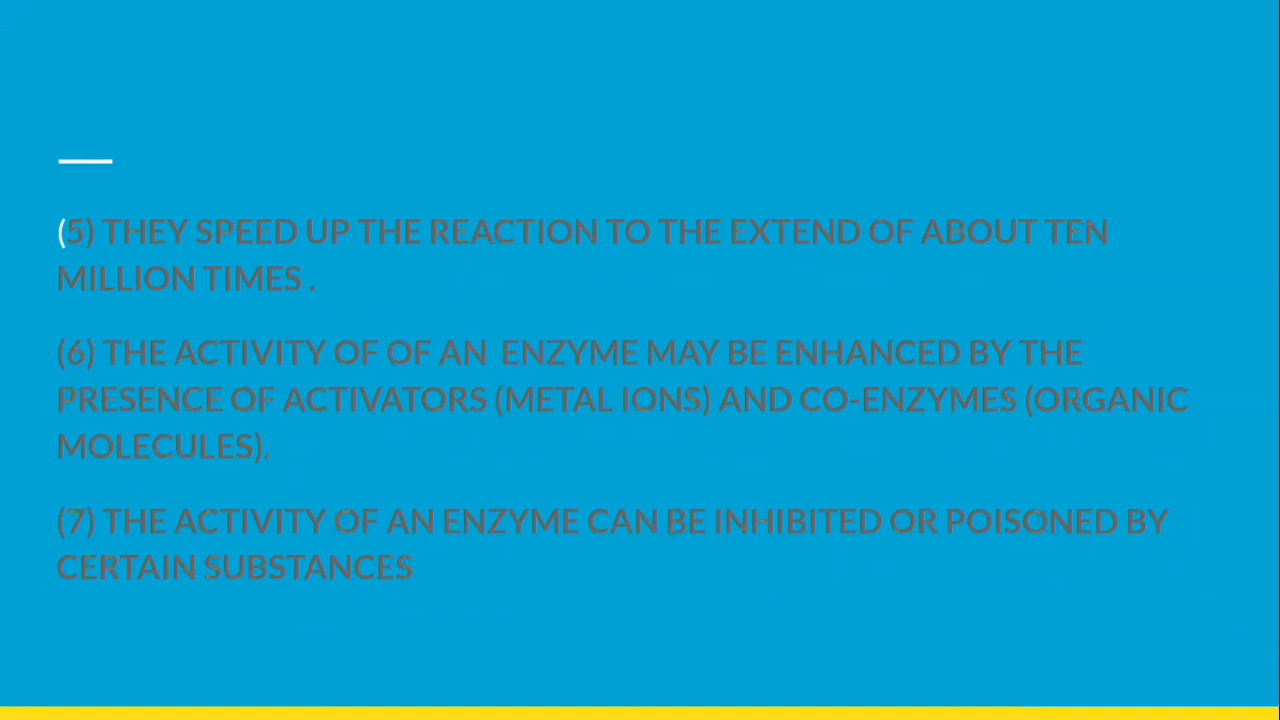 (5) THEY SPEED UP THE REACTION TO THE EXTEND OF ABOUT TEN
MILLION TIMES .
(6) THE ACTIVITY OF OF AN  ENZYME MAY BE ENHANCED BY THE
PRESENCE OF ACTIVATORS (METAL IONS) AND CO-ENZYMES (ORGANIC
MOLECULES).
(7) THE ACTIVITY OF AN ENZYME CAN BE INHIBITED OR POISONED BY
CERTAIN SUBSTANCES